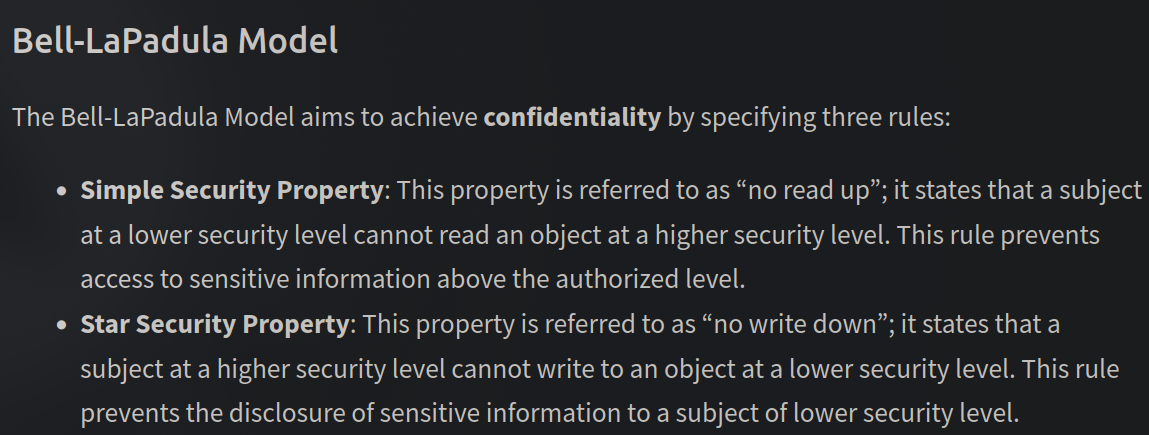 Bell-LaPadula Model
The Bell-LaPadula Model aims to achieve confidentiality by specifying three rules:
• Simple Security Property: This property is referred to as “no read up”; it states that a subject
at a lower security level cannot read an object at a higher security level. This rule prevents
access to sensitive information above the authorized level.
• Star Security Property: This property is referred to as “no write down”; it states that a
subject at a higher security level cannot write to an object at a lower security level. This rule
prevents the disclosure of sensitive information to a subject of lower security level.